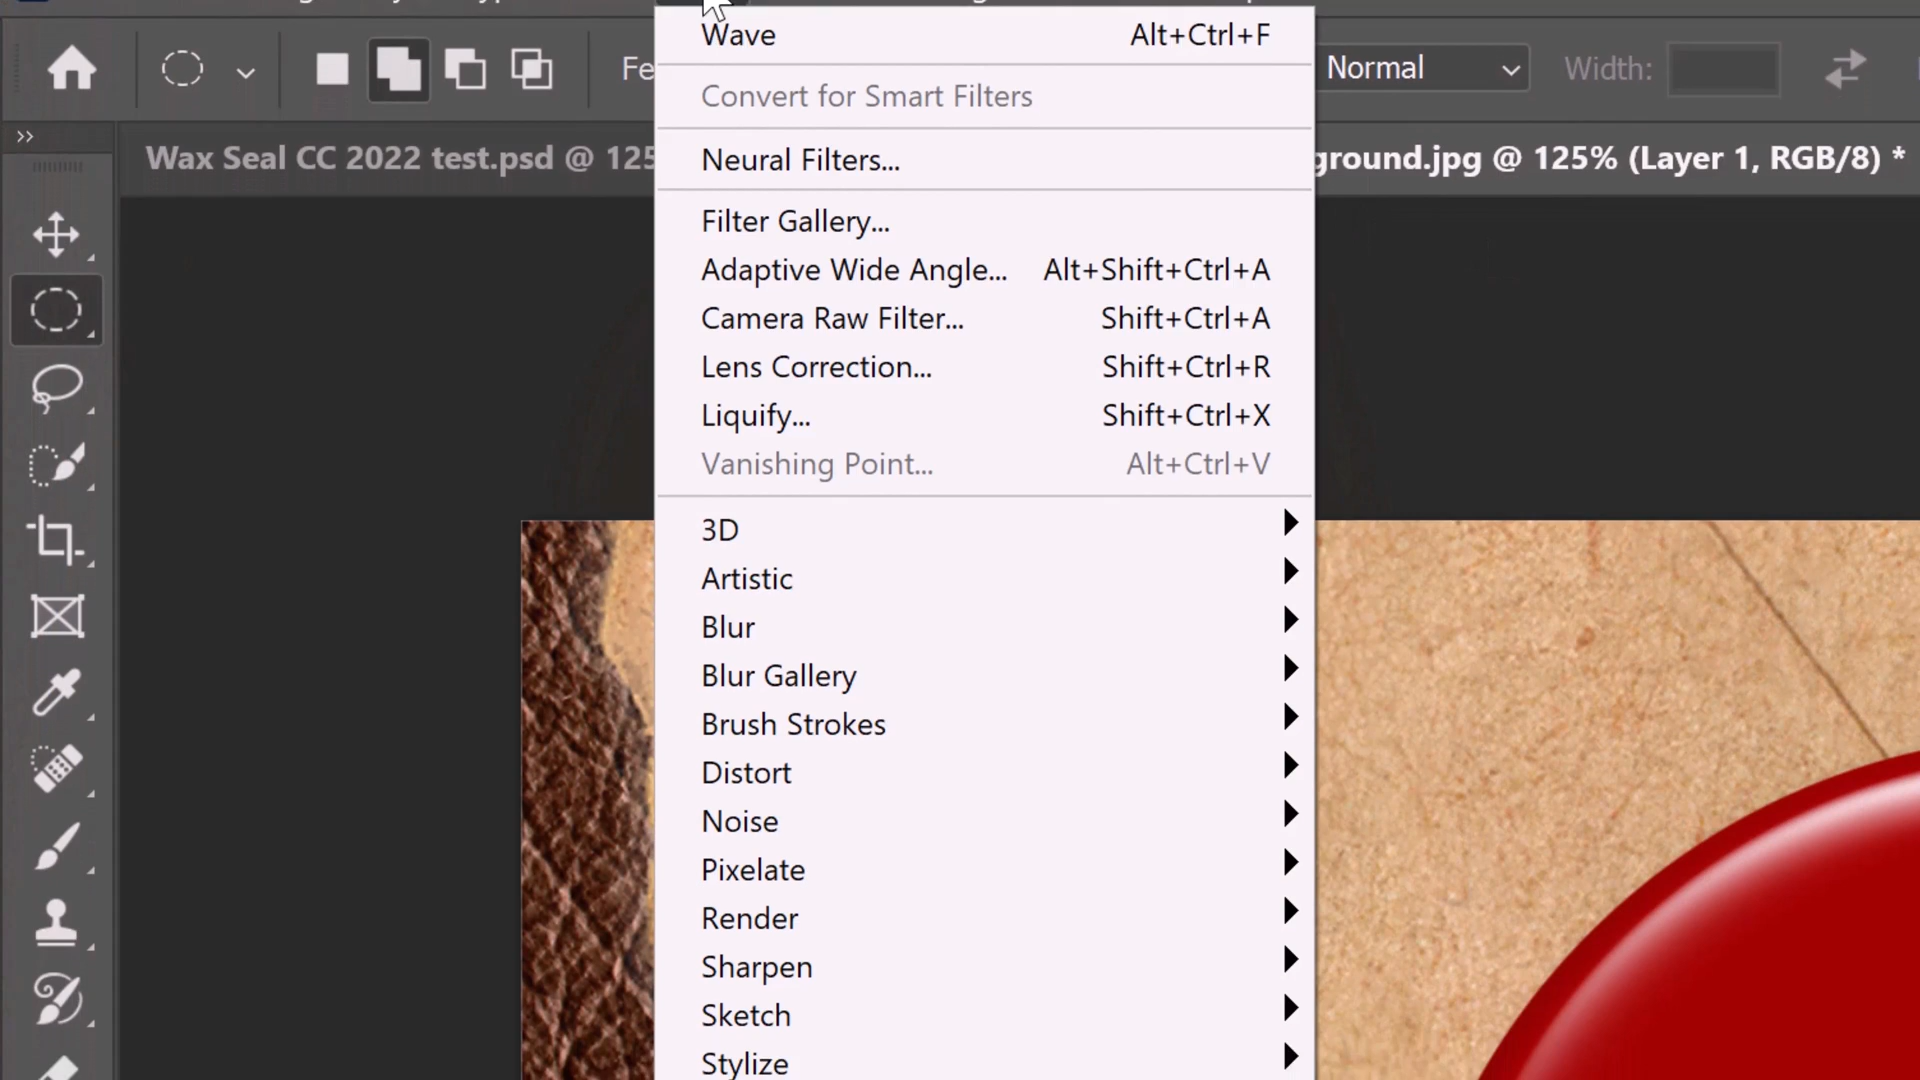 Wave Alt+Ctrl+F
Fe
Normal
Width:
Convert for Smart Filters
Wax Seal CC 2022 test.psd @ 125
ground.jpg @ 125% (Layer 1, RGB/8) *
Neural Filters...
Filter Gallery...
Adaptive Wide Angle... Alt+Shift+Ctrl+A
Camera Raw Filter... Shift+Ctrl+A
Lens Correction... Shift+Ctrl+R
Liquify... Shift+Ctrl+X
Vanishing Point... Alt+Ctrl+V
3D
Artistic
Blur
Blur Gallery
Brush Strokes
Distort
Noise
Pixelate
Render
Sharpen
Sketch
Stylize